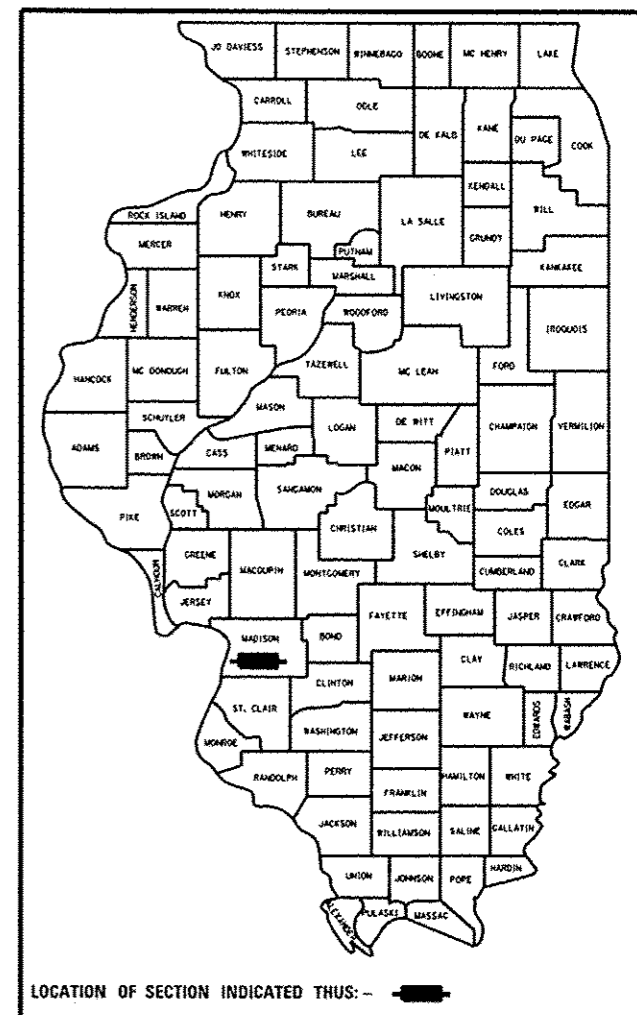 JO DAVIESS STEPHENSON WINNEBAGO BOONE MC HENRY LAKE
CARROLL OGLE DE KALB KANE DU PAGE COOK
WHITESIDE LEE
KENDALL
ROCK ISLAND HENRY BUREAU LA SALLE WILL
GRUNDY
MERCER PUTNAM KANKAKEE
STARK
MARSHALL
HENDERSON WARREN KNOX PEORIA WOODFORD LIVINGSTON IROQUOIS
HANCOCK MC DONOUGH FULTON TAZEWELL MC LEAN FORD
MASON
SCHUYLER LOGAN DE WITT CHAMPAIGN VERMILION
ADAMS BROWN CASS MENARD PIATT
MACON
PIKE SCOTT MORGAN SANGAMON MOULTRIE DOUGLAS EDGAR
CHRISTIAN COLES
GREENE MACOUPIN MONTGOMERY SHELBY CUMBERLAND CLARK
CALHOUN
JERSEY FAYETTE EFFINGHAM JASPER CRAWFORD
MADISON BOND
CLAY RICHLAND LAWRENCE
CLINTON MARION
ST. CLAIR WAYNE EDWARDS WABASH
WASHINGTON JEFFERSON
MONROE
RANDOLPH PERRY HAMILTON WHITE
FRANKLIN
JACKSON WILLIAMSON SALINE GALLATIN
UNION JOHNSON POPE HARDIN
ALEXANDER PULASKI MASSAC
LOCATION OF SECTION INDICATED THUS: -